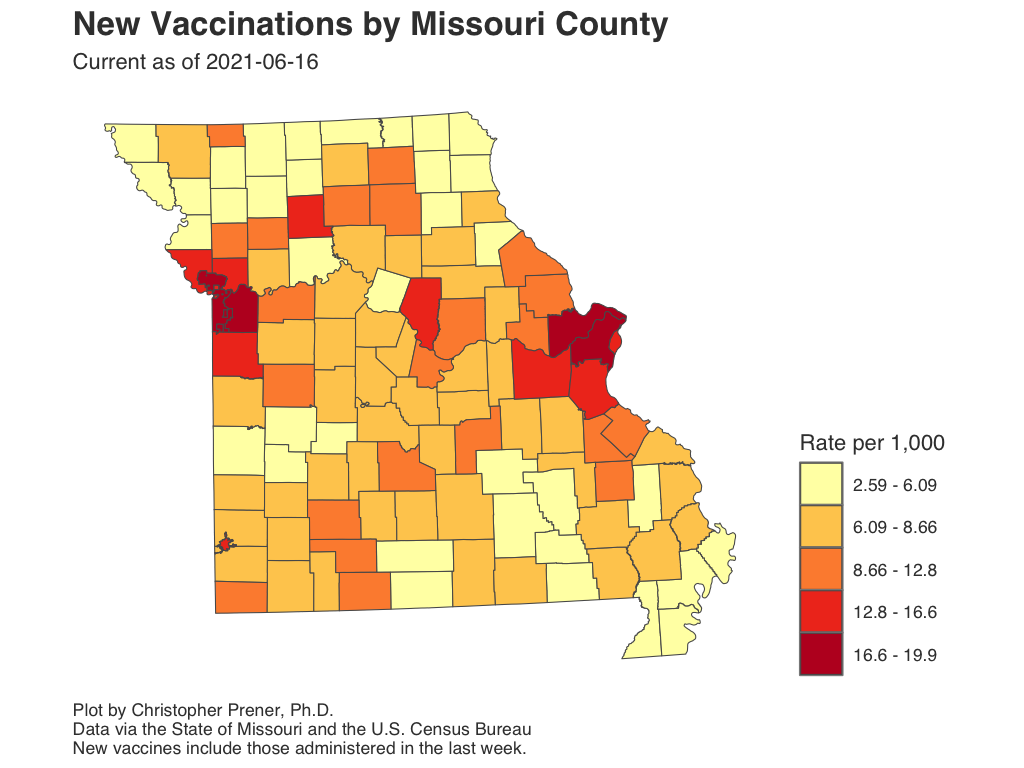 New Vaccinations by Missouri County
Current as of 2021-06-16
Rate per 1,000
2.59 - 6.09
6.09 - 8.66
8.66 - 12.8
12.8 - 16.6
16.6 - 19.9
Plot by Christopher Prener, Ph.D.
Data via the State of Missouri and the U.S. Census Bureau
New vaccines include those administered in the last week.